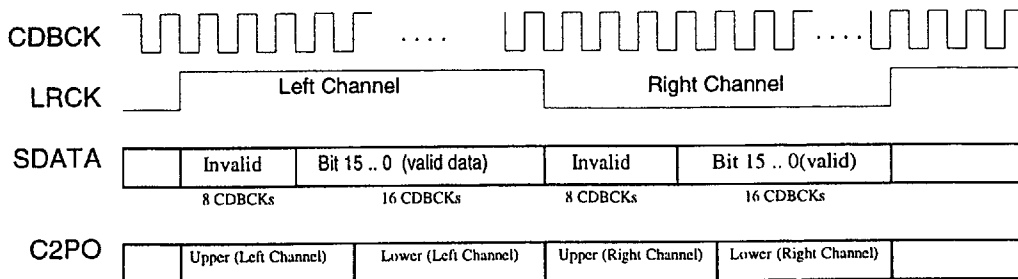 CDBCK
. . . .
. . . .
LRCK
Left Channel
Right Channel
SDATA
Invalid
Bit 15 .. 0 (valid data)
Invalid
Bit 15 .. 0(valid)
8 CDBCKs
16 CDBCKs
8 CDBCKs
16 CDBCKs
C2PO
Upper (Left Channel)
Lower (Left Channel)
Upper (Right Channel)
Lower (Right Channel)